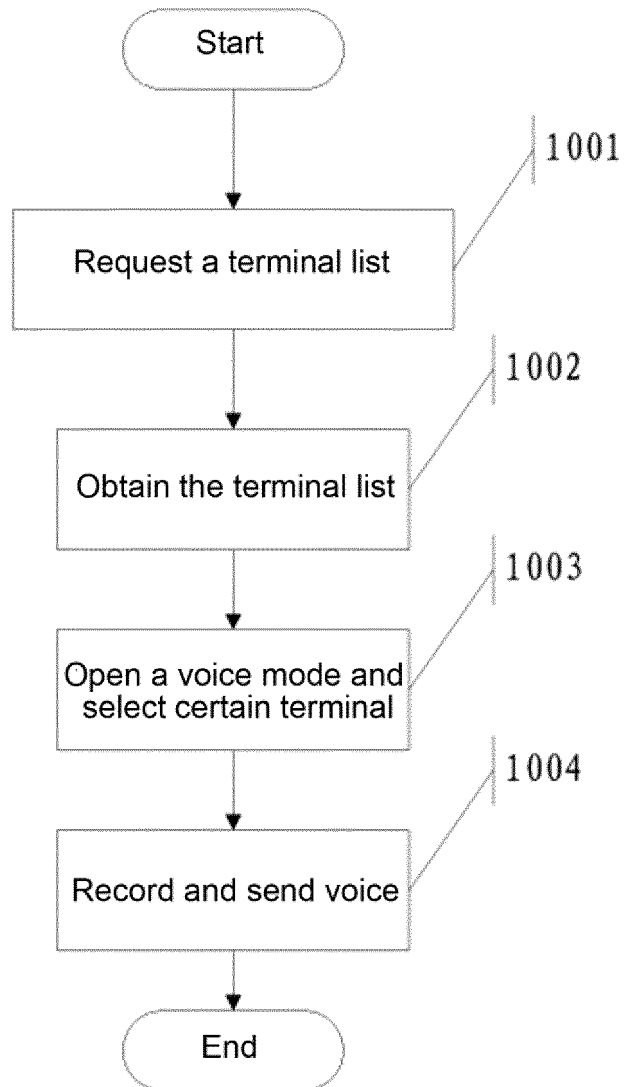 Start
1001
Request a terminal list
1002
Obtain the terminal list
1003
Open a voice mode and
select certain terminal
1004
Record and send voice
End